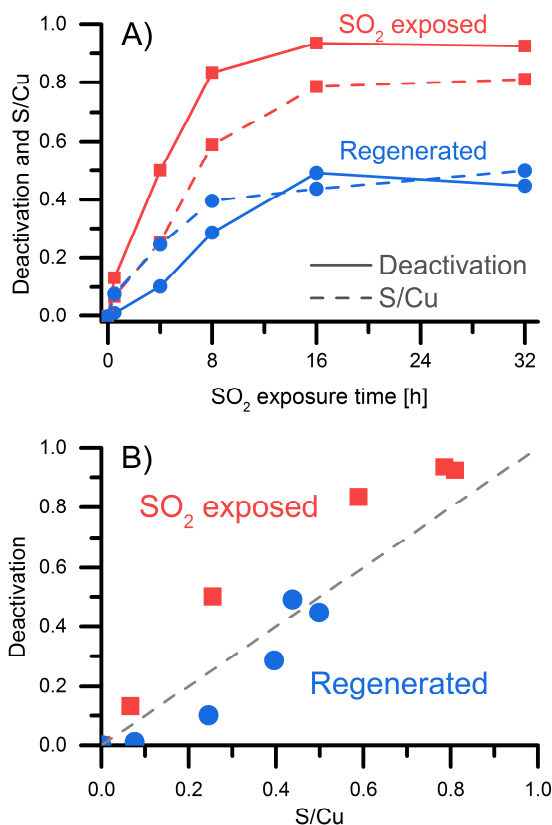 A)
SO2 exposed
Regenerated
Deactivation
S/Cu
Deactivation and S/Cu
1.0
0.8
0.6
0.4
0.2
0.0
0
8
16
24
32
SO2 exposure time [h]
B)
SO2 exposed
Regenerated
Deactivation
1.0
0.8
0.6
0.4
0.2
0.0
0.0
0.2
0.4
0.6
0.8
1.0
S/Cu